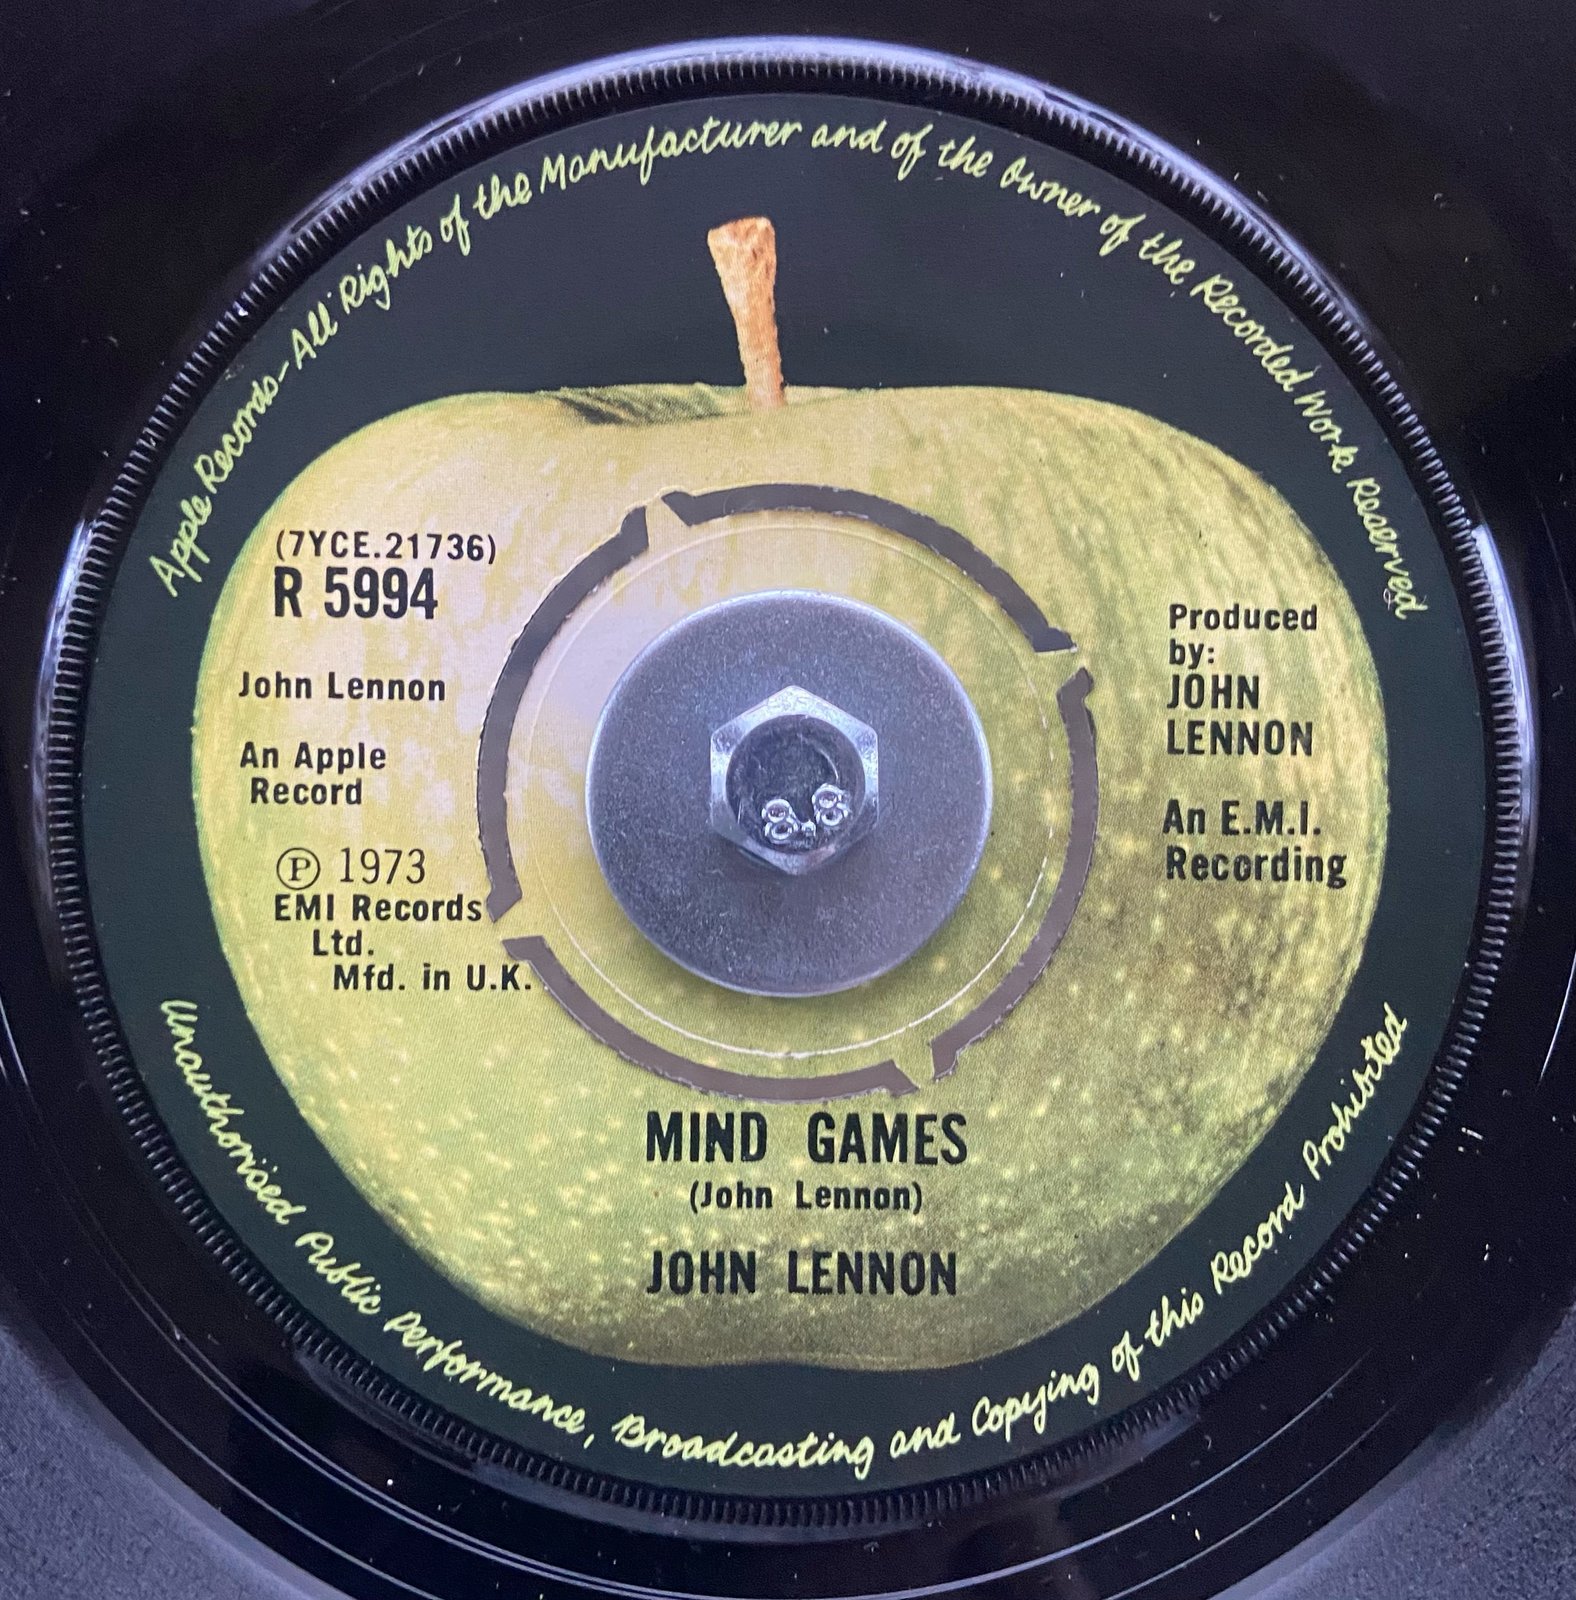 Apple Records-All Rights of the Manufacturer and of the Owner of the Recorded Work Reserved
(7YCE.21736)
R 5994
John Lennon
An Apple
Record
Ⓟ 1973
EMI Records
Ltd.
Mfd. in U.K.
Produced
by:
JOHN
LENNON
An E.M.I.
Recording
MIND GAMES
(John Lennon)
JOHN LENNON
Unauthorised Public Performance, Broadcasting and Copying of this Record Prohibited